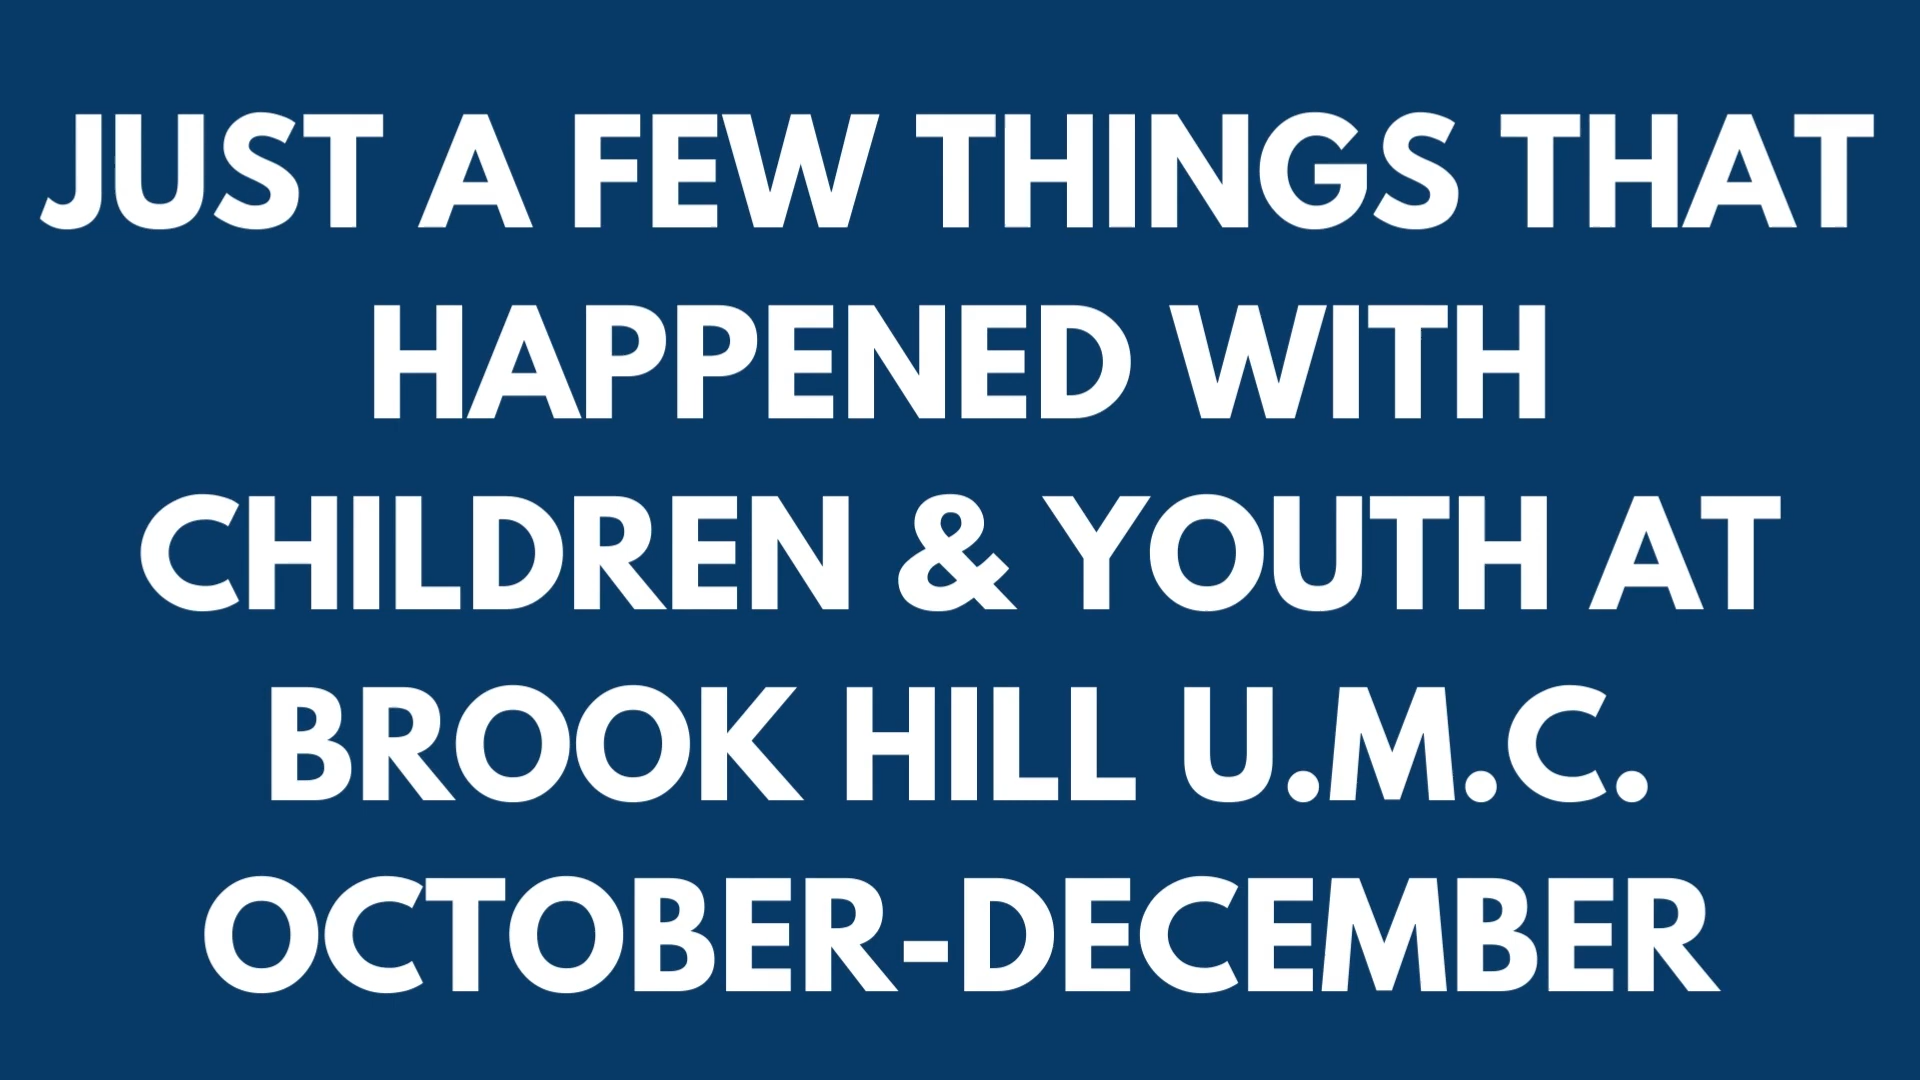 JUST A FEW THINGS THAT
HAPPENED WITH
CHILDREN & YOUTH AT
BROOK HILL U.M.C.
OCTOBER-DECEMBER